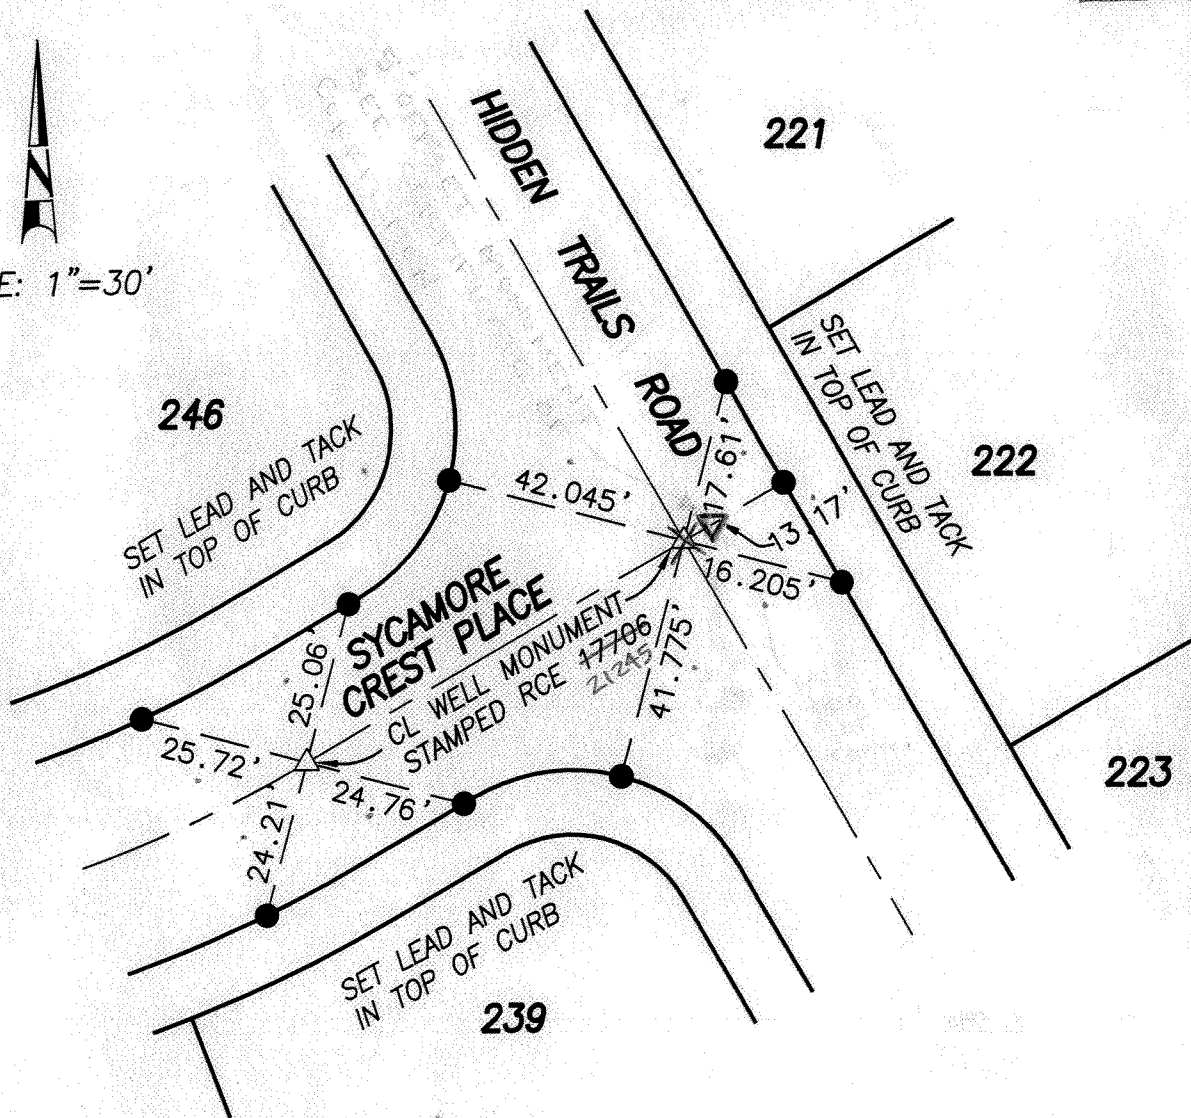 N
E: 1"=30'
HIDDEN TRAILS ROAD
221
246
SET LEAD AND TACK
IN TOP OF CURB
SET LEAD AND TACK
IN TOP OF CURB
222
42.045'
17.61'
13.17'
16.205'
SYCAMORE
CREST PLACE
CL WELL MONUMENT
STAMPED RCE 17706
21245
41.775'
25.06'
25.72'
24.76'
24.21'
223
SET LEAD AND TACK
IN TOP OF CURB
239